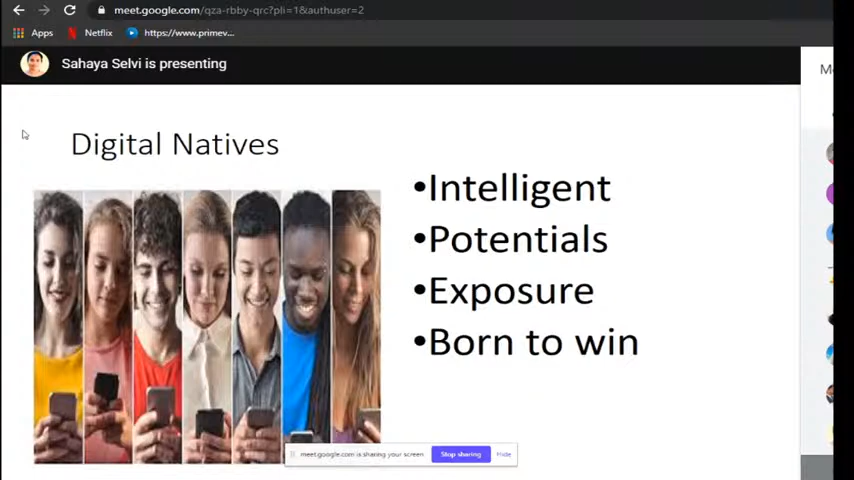 meet.google.com/qza-rbby-qrc?pli=1&authuser=2
Apps Netflix https://www.primev...
Sahaya Selvi is presenting
Digital Natives
•Intelligent
•Potentials
•Exposure
•Born to win
meet.google.com is sharing your screen Stop sharing Hide